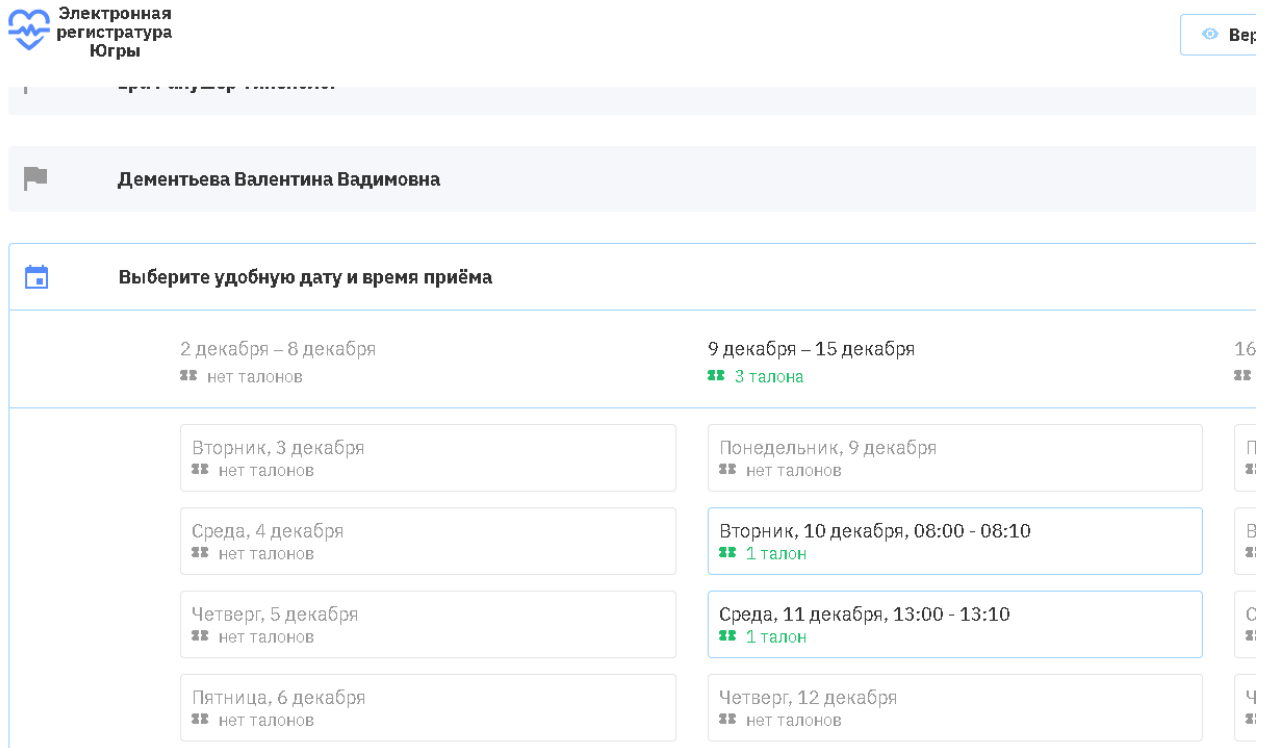 Электронная
регистратура
Югры
Дементьева Валентина Вадимовна
Выберите удобную дату и время приёма
2 декабря – 8 декабря
нет талонов
9 декабря – 15 декабря
3 талона
16
Вторник, 3 декабря
нет талонов
Понедельник, 9 декабря
нет талонов
Среда, 4 декабря
нет талонов
Вторник, 10 декабря, 08:00 - 08:10
1 талон
Четверг, 5 декабря
нет талонов
Среда, 11 декабря, 13:00 - 13:10
1 талон
Пятница, 6 декабря
нет талонов
Четверг, 12 декабря
нет талонов